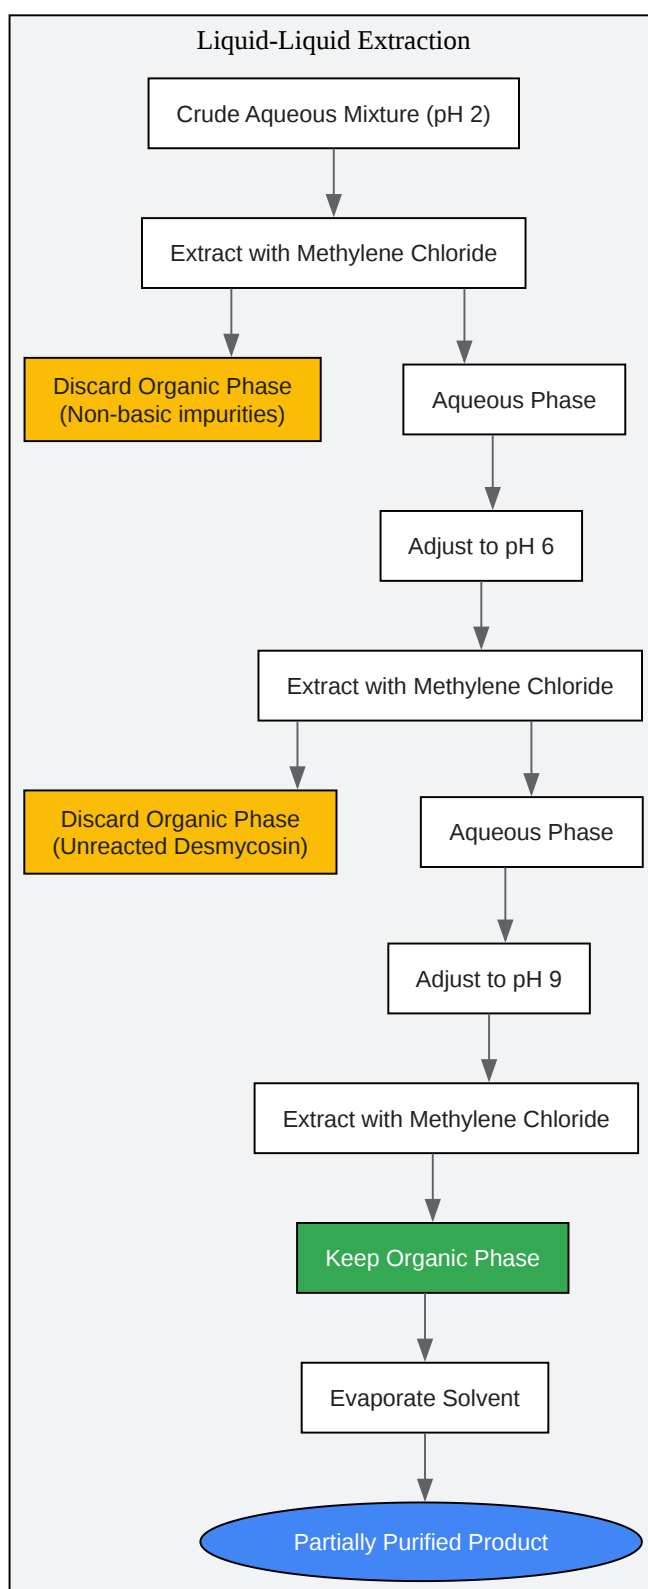 Liquid-Liquid Extraction
Crude Aqueous Mixture (pH 2)
Extract with Methylene Chloride
Discard Organic Phase
(Non-basic impurities)
Aqueous Phase
Adjust to pH 6
Extract with Methylene Chloride
Discard Organic Phase
(Unreacted Desmycosin)
Aqueous Phase
Adjust to pH 9
Extract with Methylene Chloride
Keep Organic Phase
Evaporate Solvent
Partially Purified Product